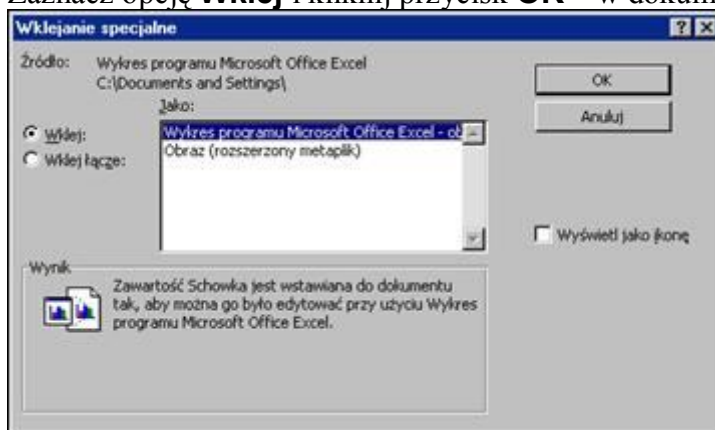 Zaznacz opcję Wklej i kliknij przycisk OK – w dokum
Wklejanie specjalne
Źródło: Wykres programu Microsoft Office Excel
C:\Documents and Settings\
Jako:
Wklej:
Wklej łącze:
Wykres programu Microsoft Office Excel - ob
Obraz (rozszerzony metaplik)
OK
Anuluj
Wyświetl jako ikonę
Wynik
Zawartość Schowka jest wstawiana do dokumentu
tak, aby można go było edytować przy użyciu Wykres
programu Microsoft Office Excel.